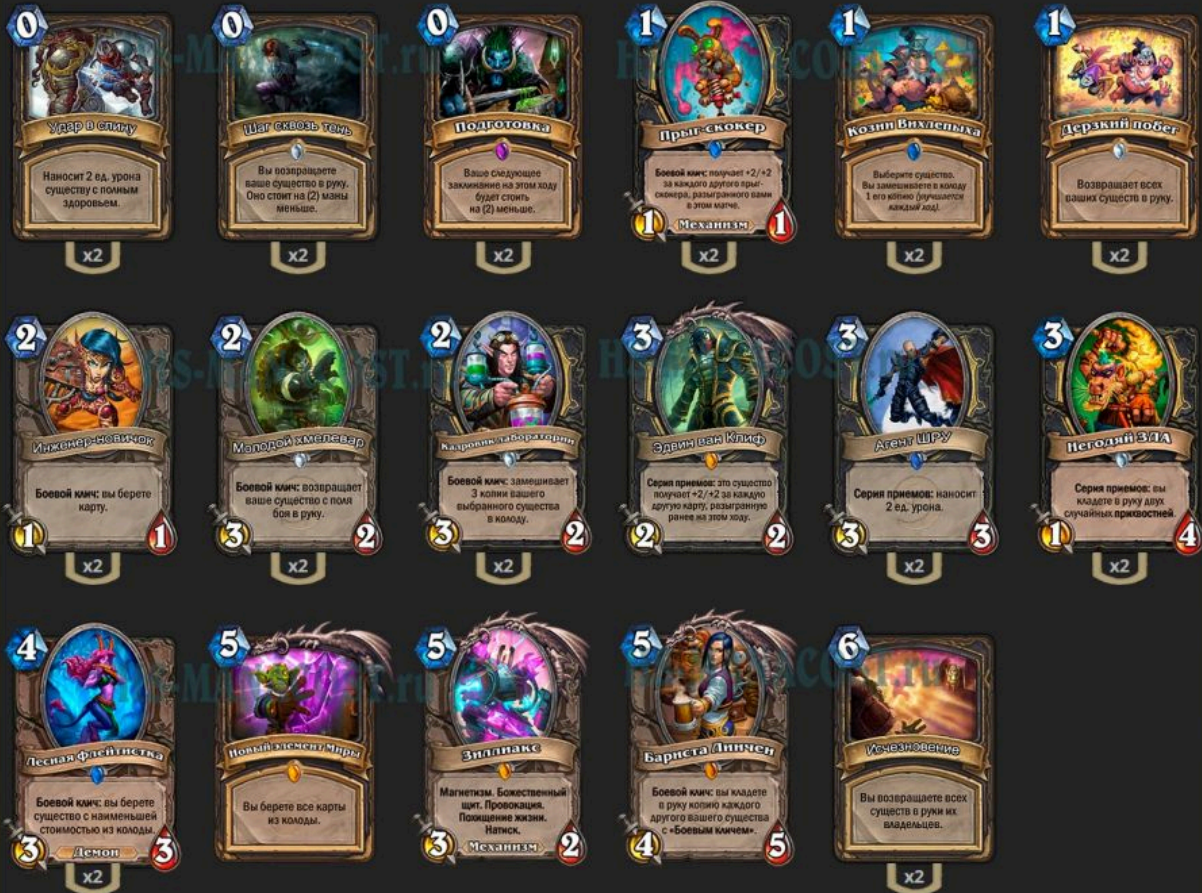 0
Удар в спину
Наносит 2 ед. урона
существу с полным
здоровьем.
x2
0
Шаг сквозь тень
Вы возвращаете
ваше существо в руку.
Оно стоит на (2) маны
меньше.
x2
0
Подготовка
Ваше следующее
заклинание на этом ходу
будет стоить
на (2) меньше.
x2
1
Прыг-скокер
Боевой клич: получает +2/+2
за каждого другого прыг-
скокера, разыгранного вами
в этом матче.
1
Механизм
1
x2
1
Козни Вихлепыха
Выберите существо.
Вы замешиваете в колоду
1 его копию (улучшается
каждый ход).
x2
1
Дерзкий побег
Возвращает всех
ваших существ в руку.
x2
2
Инженер-новичок
Боевой клич: вы берете
карту.
1
1
x2
2
Молодой хмелевар
Боевой клич: возвращает
ваше существо с поля
боя в руку.
3
2
x2
2
Кадровик лаборатории
Боевой клич: замешивает
3 копии вашего
выбранного существа
в колоду.
3
2
x2
3
Эдвин ван Клиф
Серия приемов: это существо
получает +2/+2 за каждую
другую карту, разыгранную
ранее на этом ходу.
2
2
3
Агент ШРУ
Серия приемов: наносит
2 ед. урона.
3
3
x2
3
Негодяй ЗЛА
Серия приемов: вы
кладете в руку двух
случайных прихвостней.
1
4
x2
4
Лесная флейтистка
Боевой клич: вы берете
существо с наименьшей
стоимостью из колоды.
3
Демон
3
x2
5
Новый элемент Миры
Вы берете все карты
из колоды.
5
Зиллиакс
Магнетизм. Божественный
щит. Провокация.
Похищение жизни.
Натиск.
3
Механизм
2
5
Бариста Линчен
Боевой клич: вы кладете
в руку копию каждого
другого вашего существа
с «Боевым кличем».
4
5
6
Исчезновение
Вы возвращаете всех
существ в руки их
владельцев.
x2